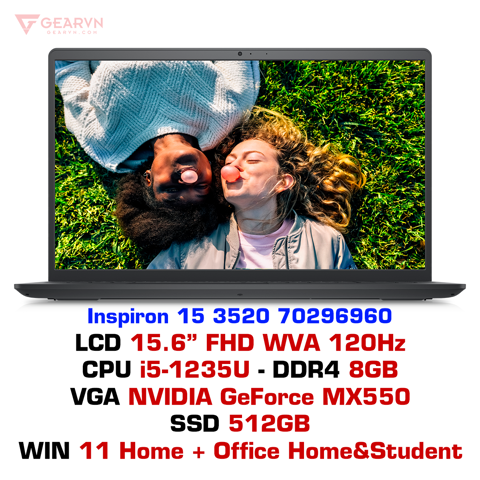 GEARVN
GEARVN.COM
Inspiron 15 3520 70296960
LCD 15.6” FHD WVA 120Hz
CPU i5-1235U - DDR4 8GB
VGA NVIDIA GeForce MX550
SSD 512GB
WIN 11 Home + Office Home&Student